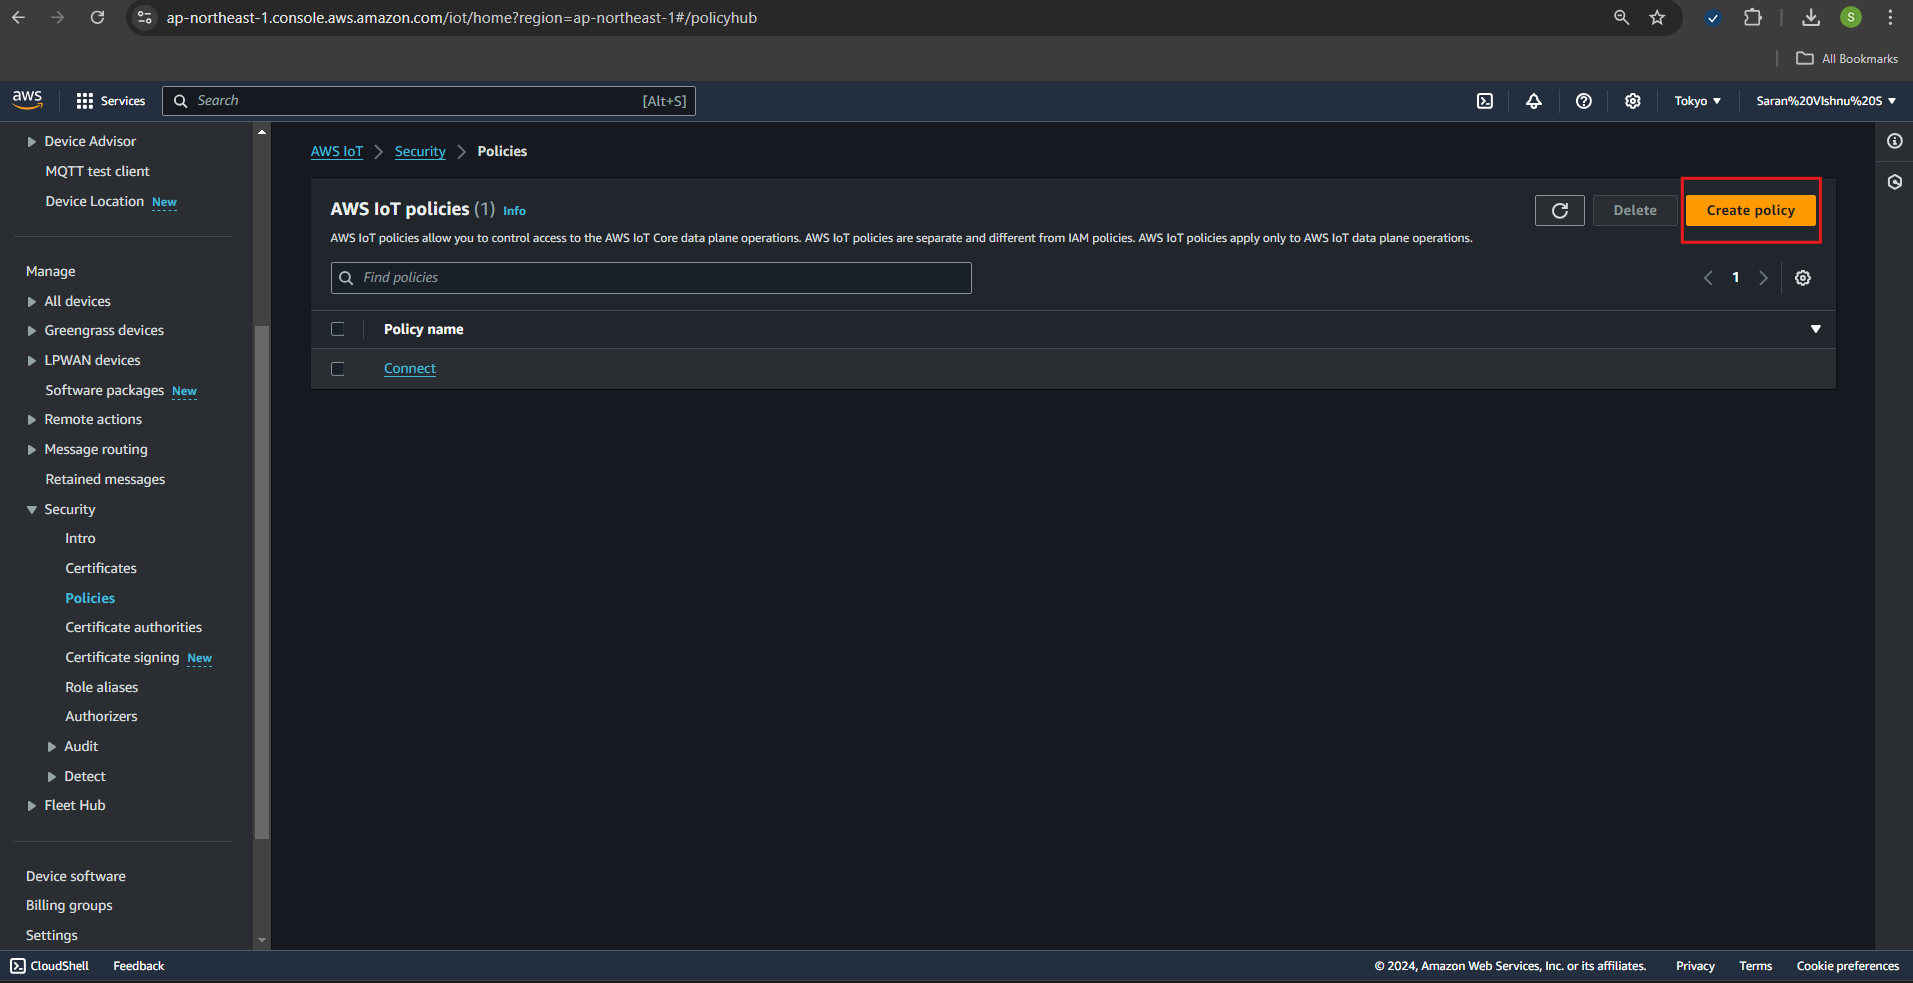 ap-northeast-1.console.aws.amazon.com/iot/home?region=ap-northeast-1#/policyhub
S
All Bookmarks
aws
Services
Search
[Alt+S]
Tokyo
Saran%20VIshnu%20S
Device Advisor
MQTT test client
Device Location New
Manage
All devices
Greengrass devices
LPWAN devices
Software packages New
Remote actions
Message routing
Retained messages
Security
Intro
Certificates
Policies
Certificate authorities
Certificate signing New
Role aliases
Authorizers
Audit
Detect
Fleet Hub
Device software
Billing groups
Settings
AWS IoT
Security
Policies
AWS IoT policies (1) Info
Delete
Create policy
AWS IoT policies allow you to control access to the AWS IoT Core data plane operations. AWS IoT policies are separate and different from IAM policies. AWS IoT policies apply only to AWS IoT data plane operations.
Find policies
1
Policy name
Connect
CloudShell
Feedback
© 2024, Amazon Web Services, Inc. or its affiliates.
Privacy
Terms
Cookie preferences